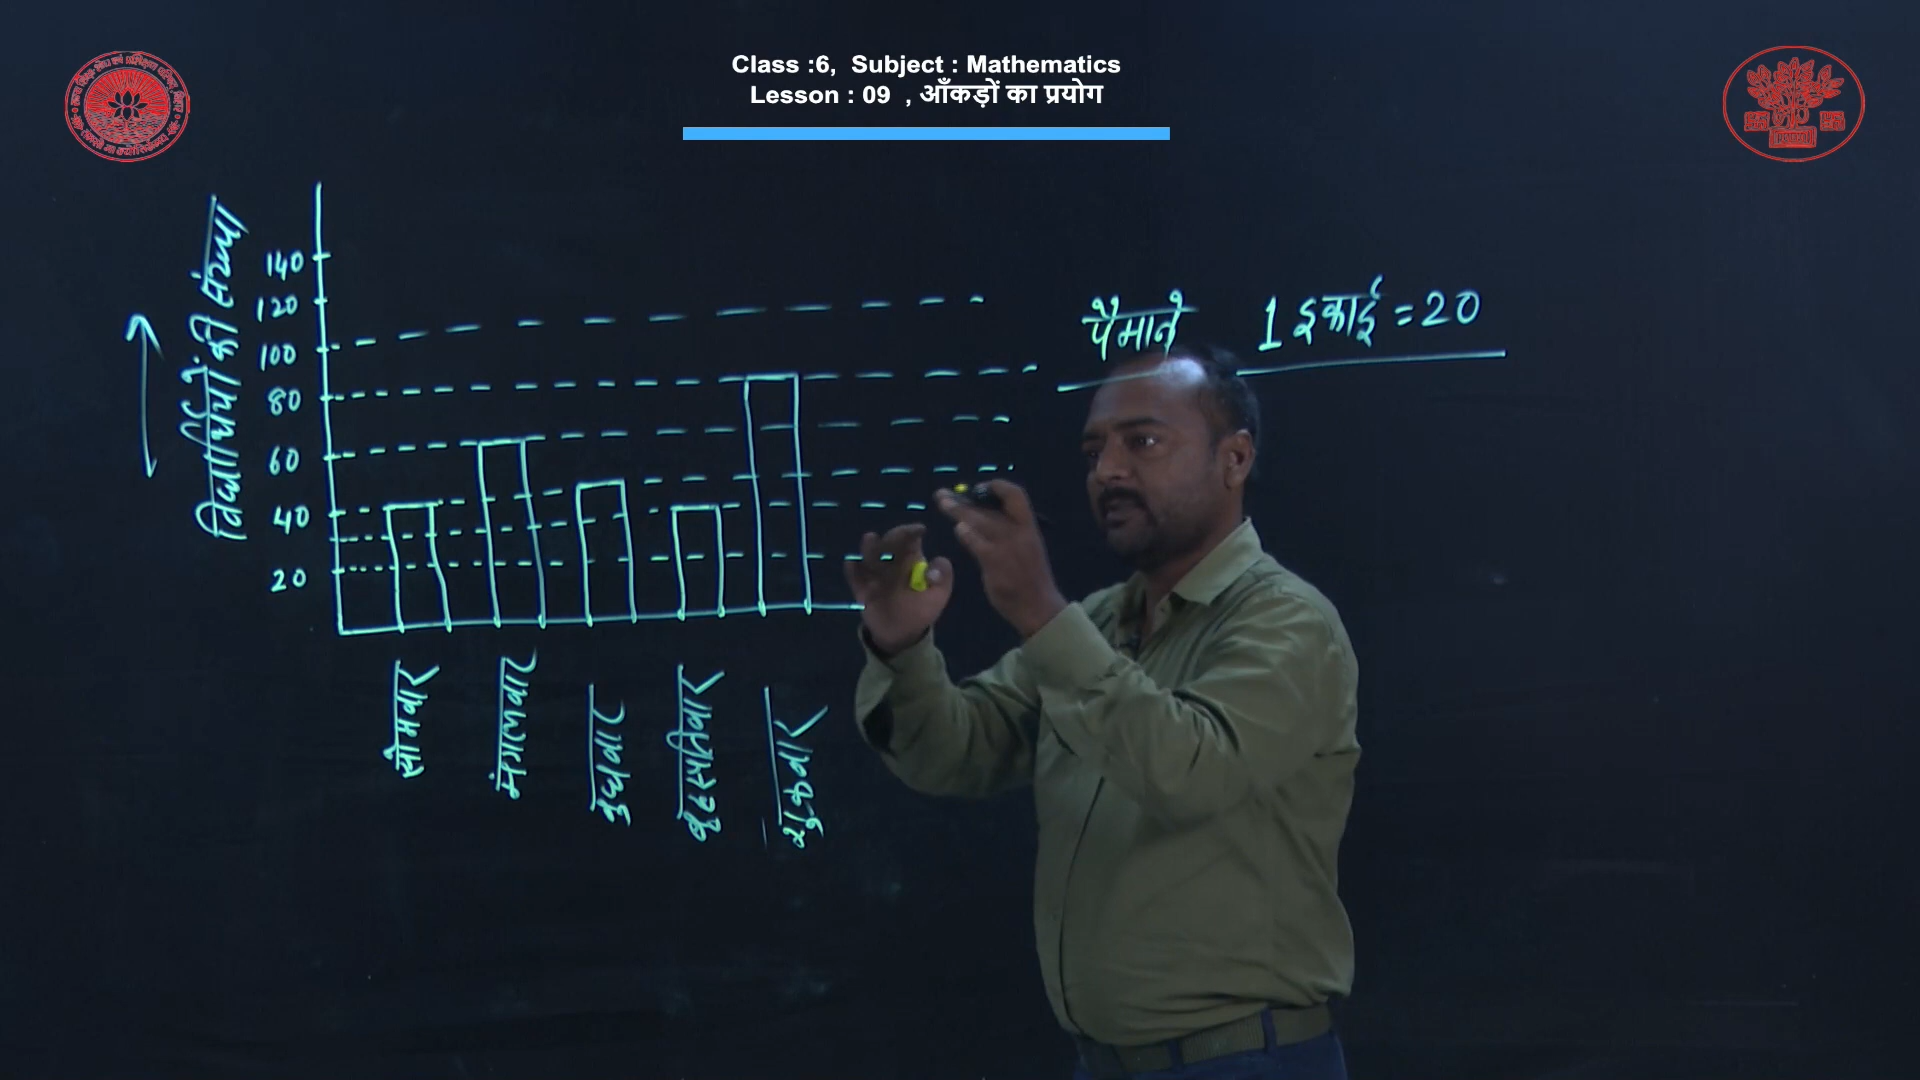 Class :6, Subject : Mathematics
Lesson : 09 , आँकड़ों का प्रयोग
विद्यार्थियों की संख्या
140
120
100
80
60
40
20
पैमाने 1 इकाई = 20
सोमवार
मंगलवार
बुधवार
बृहस्पतिवार
शुक्रवार